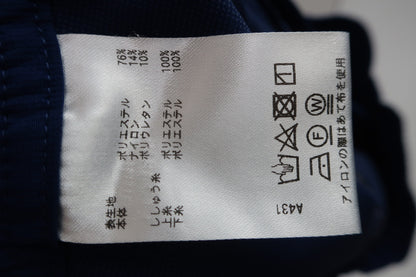 表生地
本体 ポリエステル 76%
ナイロン 14%
ポリウレタン 10%
ししゅう糸
上糸 ポリエステル 100%
下糸 ポリエステル 100%
アイロンの際はあて布を使用
A431